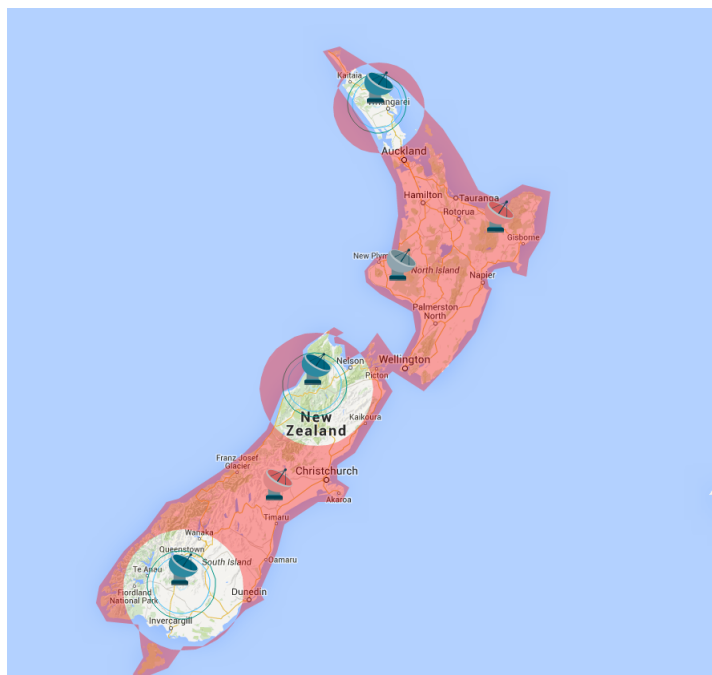 Kaitaia
Whangarei
Auckland
Hamilton
Tauranga
Rotorua
Gisborne
New Plym
North Island
Napier
Palmerston
North
Nelson
Wellington
Picton
New
Zealand
Kaikoura
Franz Josef
Glacier
Christchurch
Akaroa
Timaru
Wanaka
Queenstown
South Island
Oamaru
Te Anau
Fiordland
National Park
Dunedin
Invercargill